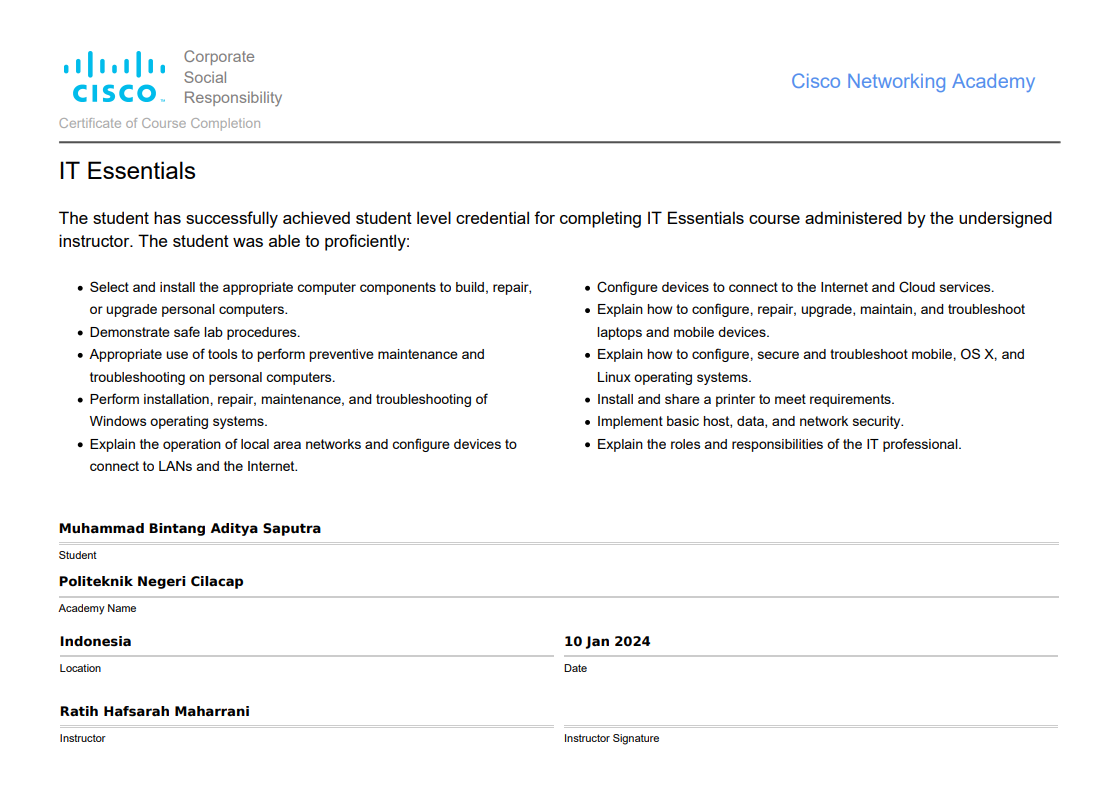 Corporate
Social
Responsibility
CISCO
Cisco Networking Academy
Certificate of Course Completion
IT Essentials
The student has successfully achieved student level credential for completing IT Essentials course administered by the undersigned
instructor. The student was able to proficiently:
Select and install the appropriate computer components to build, repair,
or upgrade personal computers.
Demonstrate safe lab procedures.
Appropriate use of tools to perform preventive maintenance and
troubleshooting on personal computers.
Perform installation, repair, maintenance, and troubleshooting of
Windows operating systems.
Explain the operation of local area networks and configure devices to
connect to LANs and the Internet.
Configure devices to connect to the Internet and Cloud services.
Explain how to configure, repair, upgrade, maintain, and troubleshoot
laptops and mobile devices.
Explain how to configure, secure and troubleshoot mobile, OS X, and
Linux operating systems.
Install and share a printer to meet requirements.
Implement basic host, data, and network security.
Explain the roles and responsibilities of the IT professional.
Muhammad Bintang Aditya Saputra
Student
Politeknik Negeri Cilacap
Academy Name
Indonesia
Location
10 Jan 2024
Date
Ratih Hafsarah Maharrani
Instructor
Instructor Signature